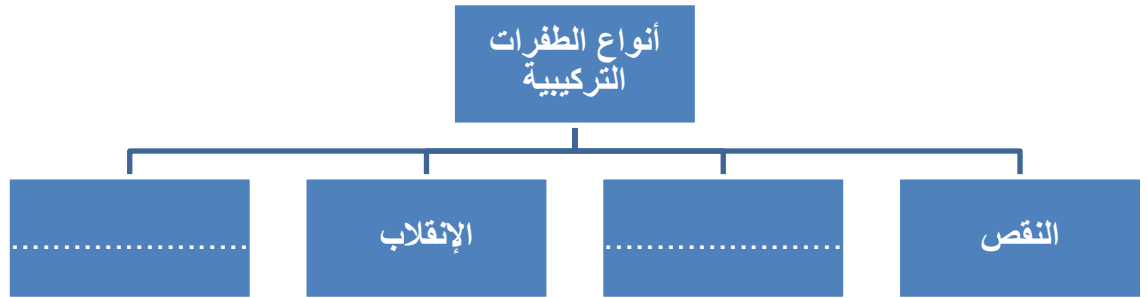 أنواع الطفرات
التركيبية
النقص
.......................
الإنقلاب
.......................